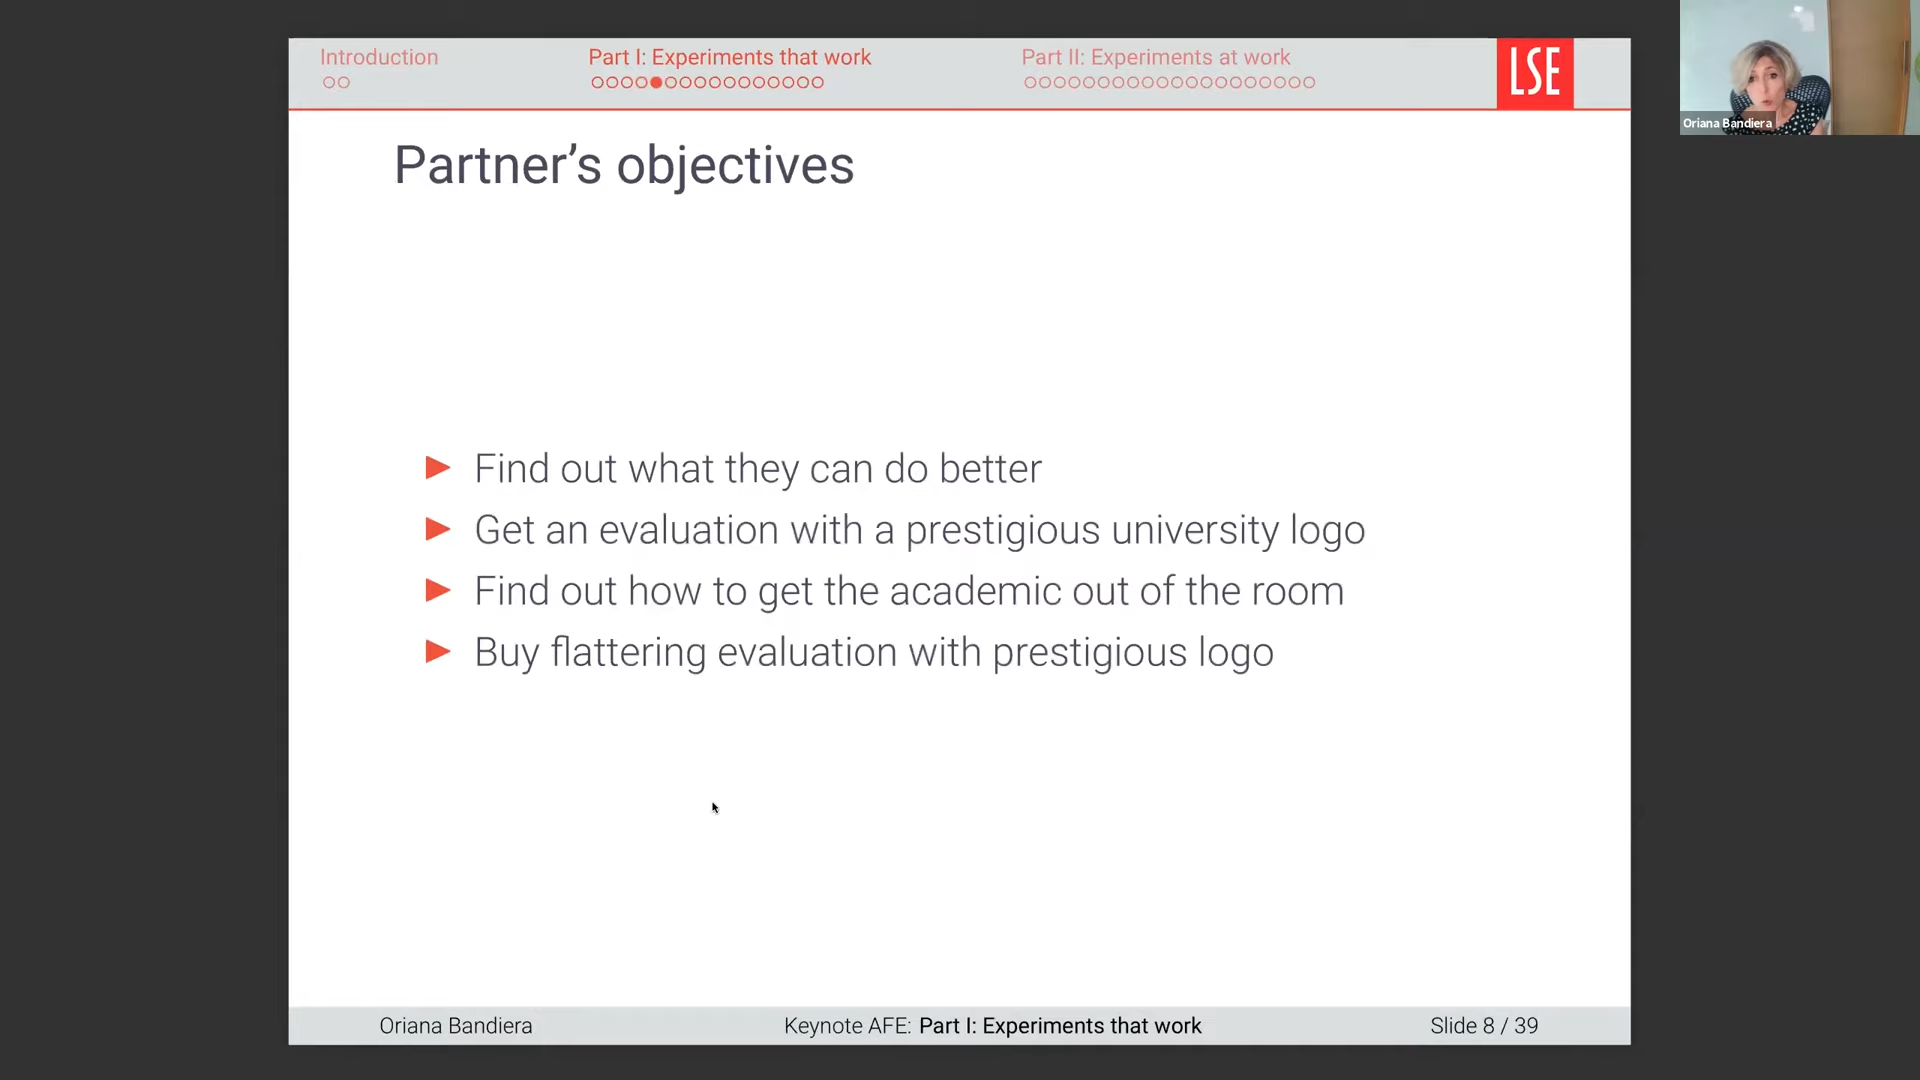 Introduction
Part I: Experiments that work
Part II: Experiments at work
LSE
Oriana Bandiera
Partner's objectives
Find out what they can do better
Get an evaluation with a prestigious university logo
Find out how to get the academic out of the room
Buy flattering evaluation with prestigious logo
Oriana Bandiera
Keynote AFE: Part I: Experiments that work
Slide 8 / 39